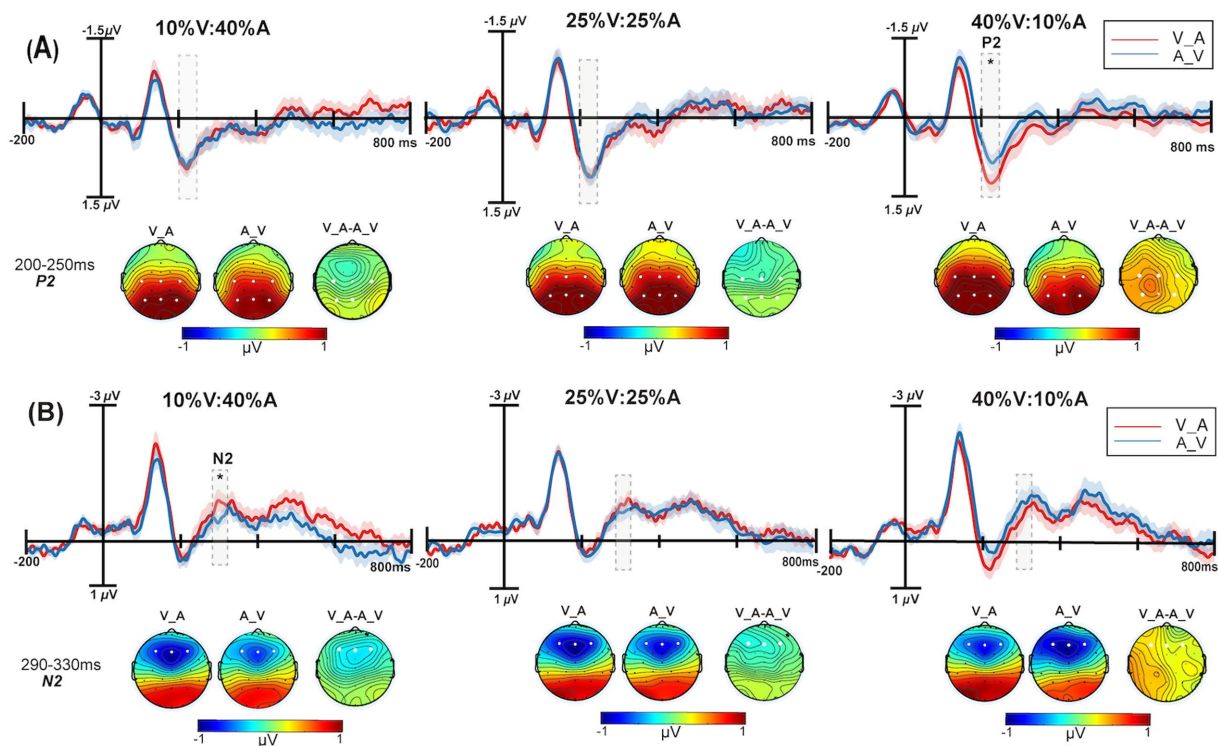 (A)
10%V:40%A
25%V:25%A
40%V:10%A
-1.5 µV
-1.5 µV
-1.5 µV
P2
*
V_A
A_V
-200
800 ms
-200
800 ms
-200
800 ms
1.5 µV
1.5 µV
1.5 µV
200-250ms
P2
V_A
A_V
V_A-A_V
V_A
A_V
V_A-A_V
V_A
A_V
V_A-A_V
-1
µV
1
-1
µV
1
-1
µV
1
(B)
10%V:40%A
25%V:25%A
40%V:10%A
-3 µV
-3 µV
-3 µV
N2
*
V_A
A_V
-200
800ms
-200
800ms
-200
800ms
1 µV
1 µV
1 µV
290-330ms
N2
V_A
A_V
V_A-A_V
V_A
A_V
V_A-A_V
V_A
A_V
V_A-A_V
-1
µV
1
-1
µV
1
-1
µV
1